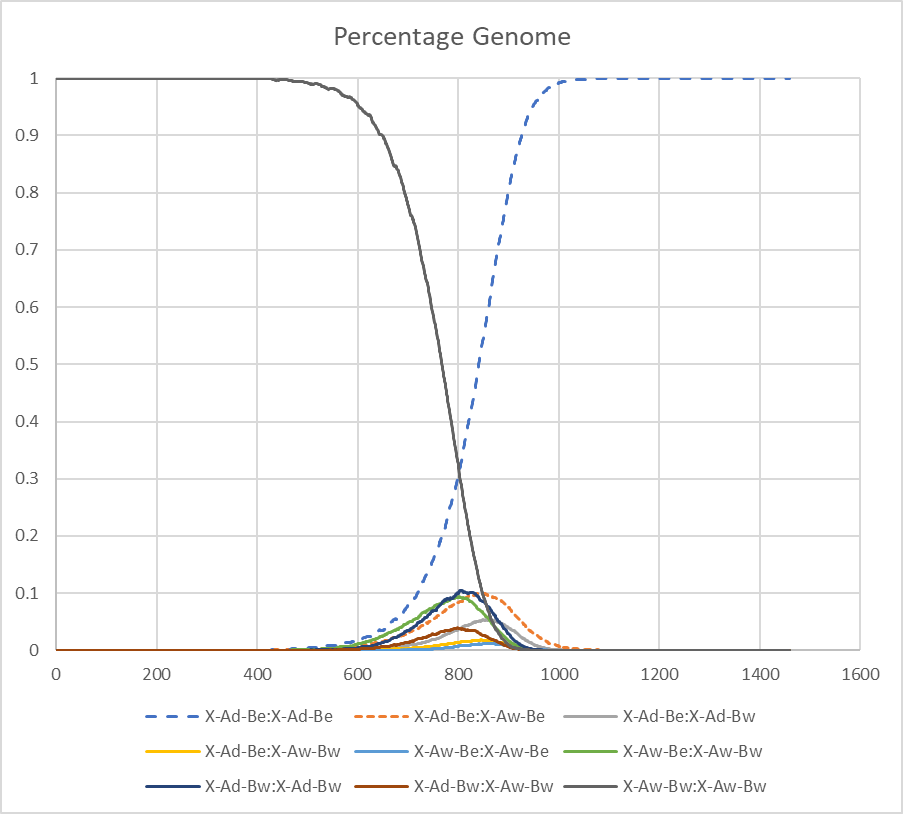 Percentage Genome
1
0.9
0.8
0.7
0.6
0.5
0.4
0.3
0.2
0.1
0
0 200 400 600 800 1000 1200 1400 1600
X-Ad-Be:X-Ad-Be X-Ad-Be:X-Aw-Be X-Ad-Be:X-Ad-Bw
X-Ad-Be:X-Aw-Bw X-Aw-Be:X-Aw-Be X-Aw-Be:X-Aw-Bw
X-Ad-Bw:X-Ad-Bw X-Ad-Bw:X-Aw-Bw X-Aw-Bw:X-Aw-Bw